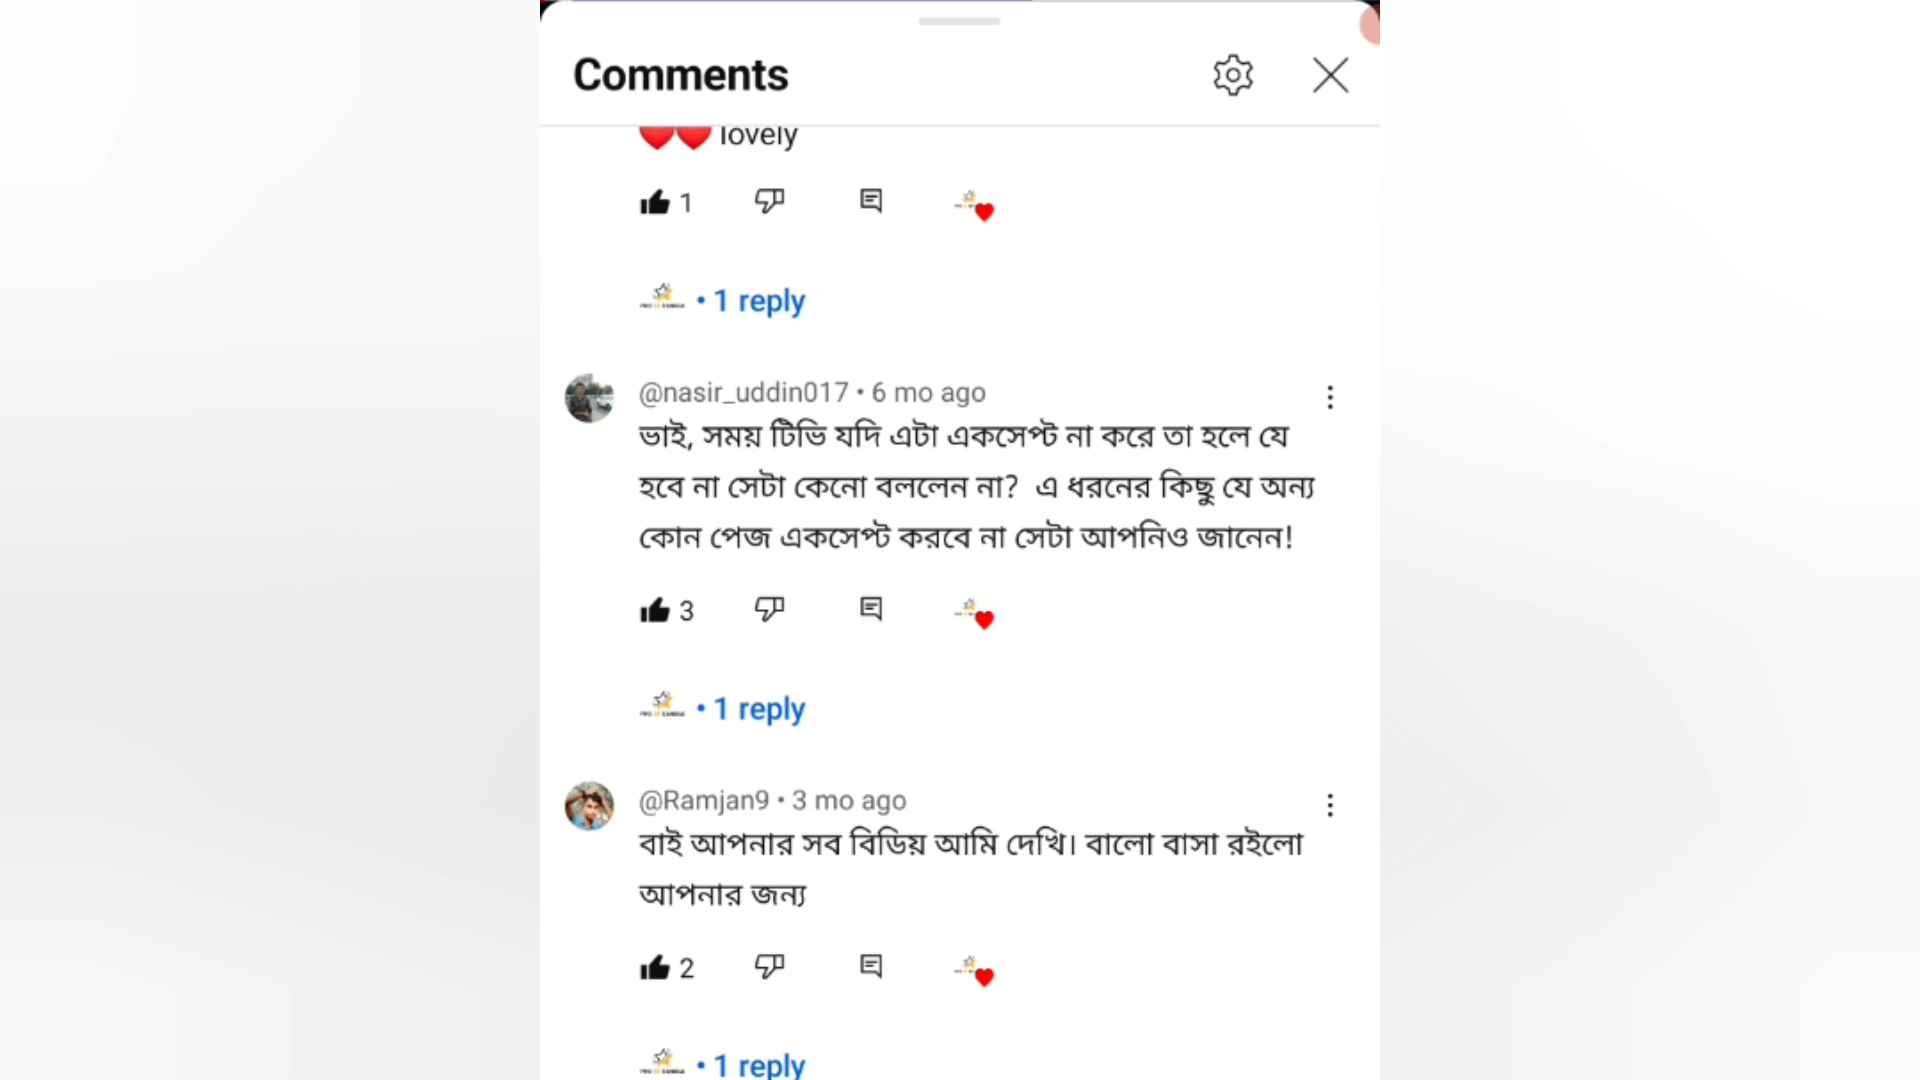 Comments
❤️❤️ lovely
1
• 1 reply
@nasir_uddin017 • 6 mo ago
ভাই, সময় টিভি যদি এটা একসেপ্ট না করে তা হলে যে
হবে না সেটা কেনো বললেন না? এ ধরনের কিছু যে অন্য
কোন পেজ একসেপ্ট করবে না সেটা আপনিও জানেন!
3
• 1 reply
@Ramjan9 • 3 mo ago
বাই আপনার সব বিডিয় আমি দেখি। বালো বাসা রইলো
আপনার জন্য
2
• 1 reply